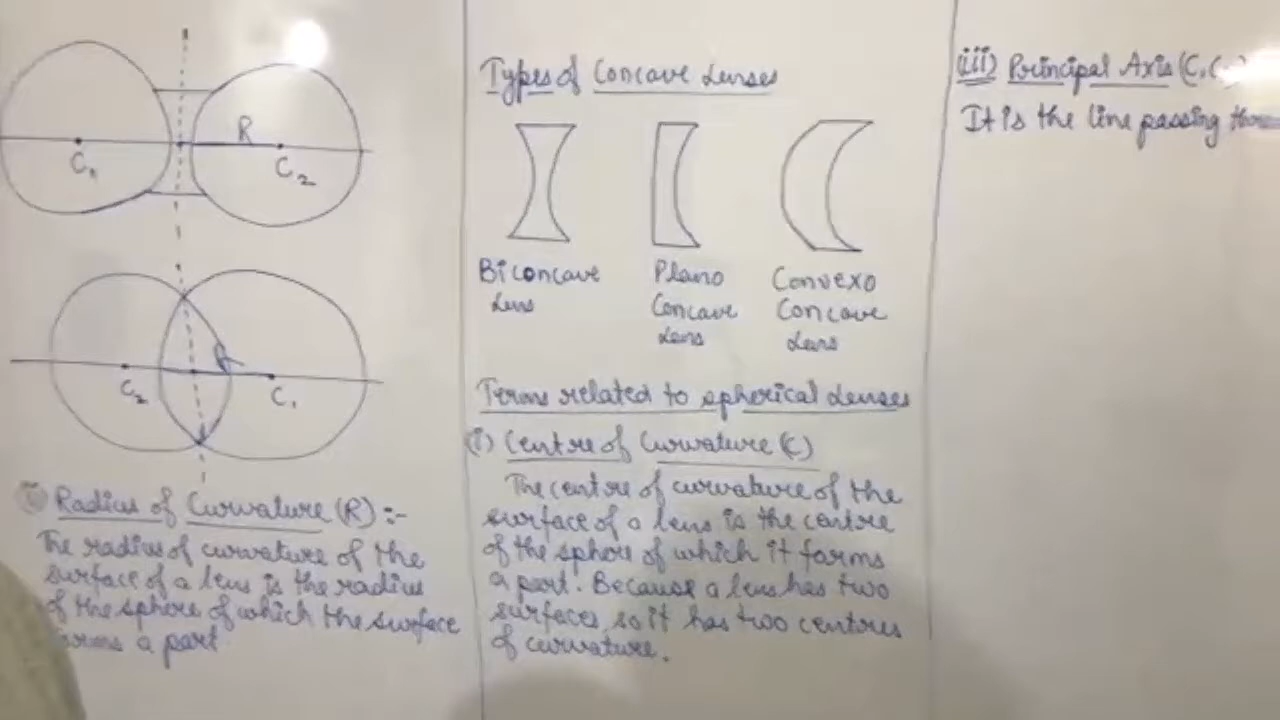 R
C₁
C₂
R
C₂
C₁
Radius of Curvature (R) :-
The radius of curvature of the
surface of a lens is the radius
of the sphere of which the surface
forms a part
Types of Concave Lenses
Biconcave
Lens
Plano
Concave
Lens
Convexo
Concave
Lens
Terms related to spherical Lenses
(i) Centre of Curvature (C)
The centre of curvature of the
surface of a lens is the centre
of the sphere of which it forms
a part. Because a lens has two
surfaces, so it has two centres
of curvature.
(iii) Principal Axis (C₁C
It is the line passing